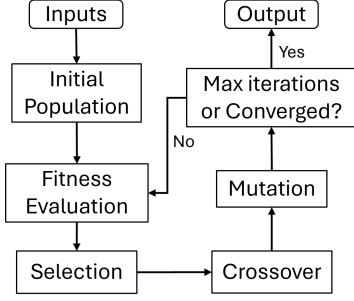 Inputs
Output
Initial
Population
Yes
Max iterations
or Converged?
No
Fitness
Evaluation
Mutation
Selection
Crossover